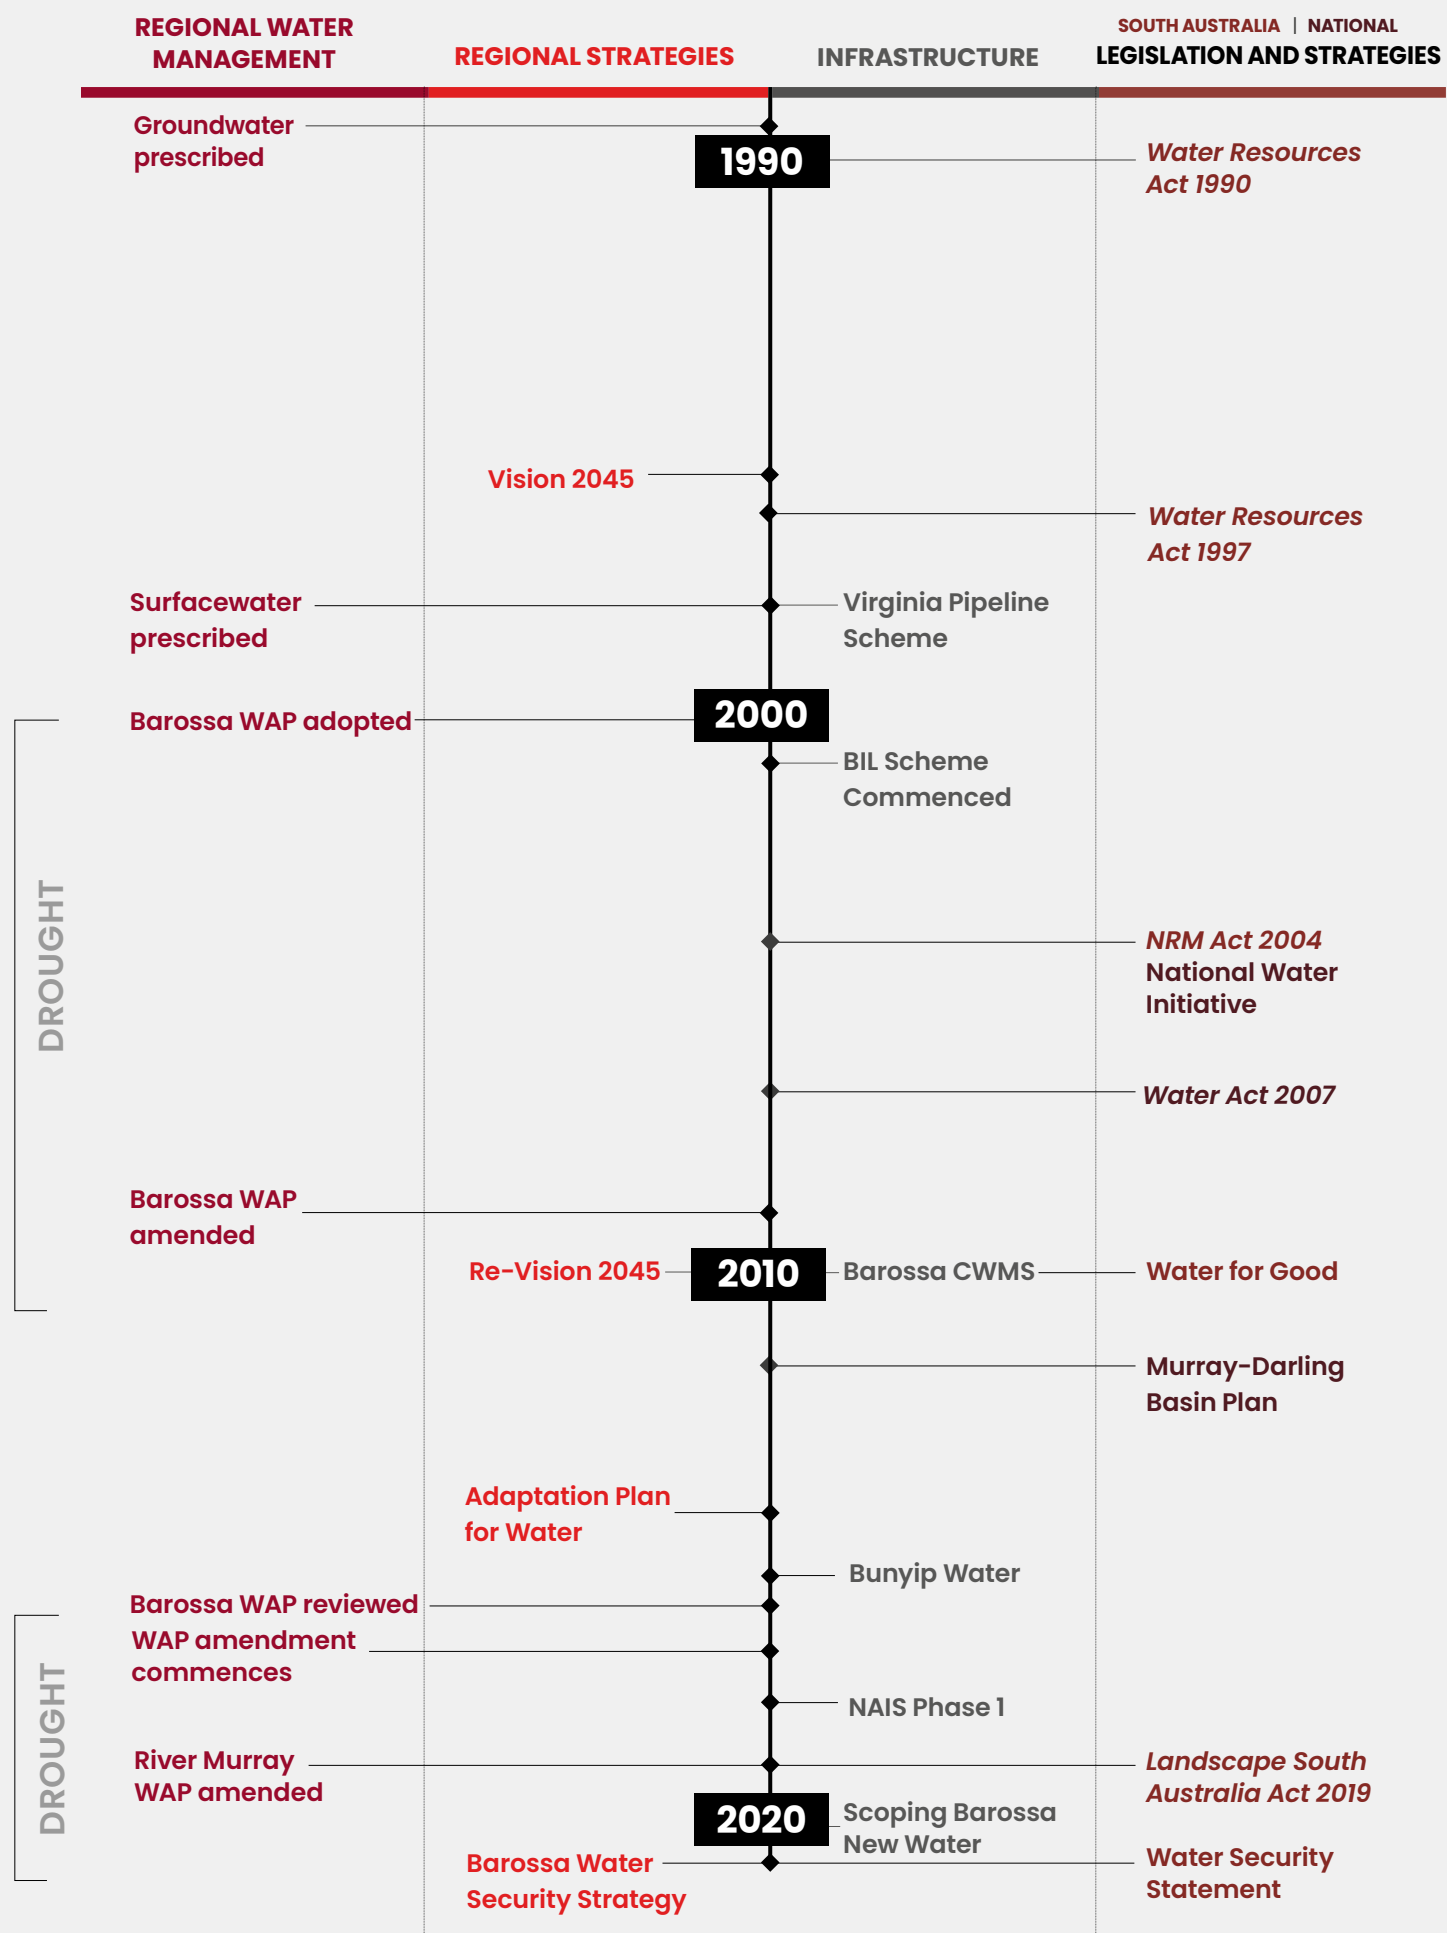 REGIONAL WATER
MANAGEMENT
REGIONAL STRATEGIES
INFRASTRUCTURE
SOUTH AUSTRALIA | NATIONAL
LEGISLATION AND STRATEGIES
Groundwater
prescribed
1990
Water Resources
Act 1990
Vision 2045
Water Resources
Act 1997
Surfacewater
prescribed
Virginia Pipeline
Scheme
Barossa WAP adopted
2000
BIL Scheme
Commenced
DROUGHT
NRM Act 2004
National Water
Initiative
Water Act 2007
Barossa WAP
amended
Re-Vision 2045
2010
Barossa CWMS
Water for Good
Murray-Darling
Basin Plan
Adaptation Plan
for Water
Bunyip Water
Barossa WAP reviewed
WAP amendment
commences
NAIS Phase 1
DROUGHT
River Murray
WAP amended
Landscape South
Australia Act 2019
2020
Scoping Barossa
New Water
Barossa Water
Security Strategy
Water Security
Statement